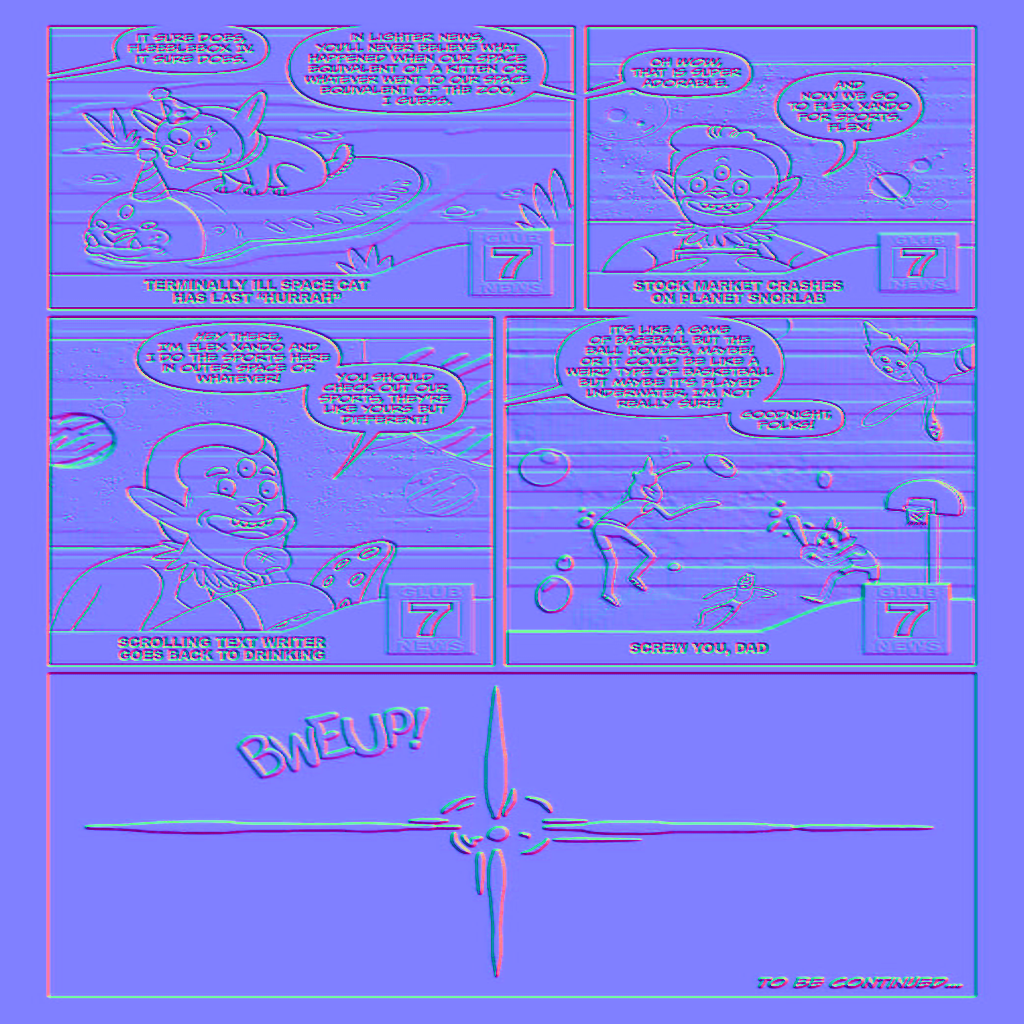 IT SURE DOES,
FLEEBLEBOX IN.
IT SURE DOES.
IN LIGHTER NEWS,
YOU'LL NEVER BELIEVE WHAT
HAPPENED WHEN OUR SPACE
EQUIVALENT OF A KITTEN OR
WHATEVER WENT TO OUR SPACE
EQUIVALENT OF THE ZOO,
I GUESS.
CLUB
7
NEWS
TERMINALLY ILL SPACE CAT
HAS LAST "HURRAH"
OH WOW,
THAT IS SUPER
ADORABLE.
AND
NOW WE GO
TO FLEX XANDO
FOR SPORTS.
FLEX!
CLUB
7
NEWS
STOCK MARKET CRASHES
ON PLANET SNORLAB
HEY THERE,
I'M FLEX XANDO AND
I DO THE SPORTS HERE
IN OUTER SPACE OR
WHATEVER!
YOU SHOULD
CHECK OUT OUR
SPORTS, THEY'RE
LIKE YOURS BUT
DIFFERENT!
CLUB
7
NEWS
SCROLLING TEXT WRITER
GOES BACK TO DRINKING
IT'S LIKE A GAME
OF BASEBALL BUT THE
BALL HOVERS, MAYBE!
OR IT COULD BE LIKE A
WEIRD TYPE OF BASKETBALL
BUT MAYBE IT'S PLAYED
UNDERWATER. I'M NOT
REALLY SURE!
GOODNIGHT,
FOLKS!
CLUB
7
NEWS
SCREW YOU, DAD
BWEUP!
TO BE CONTINUED...